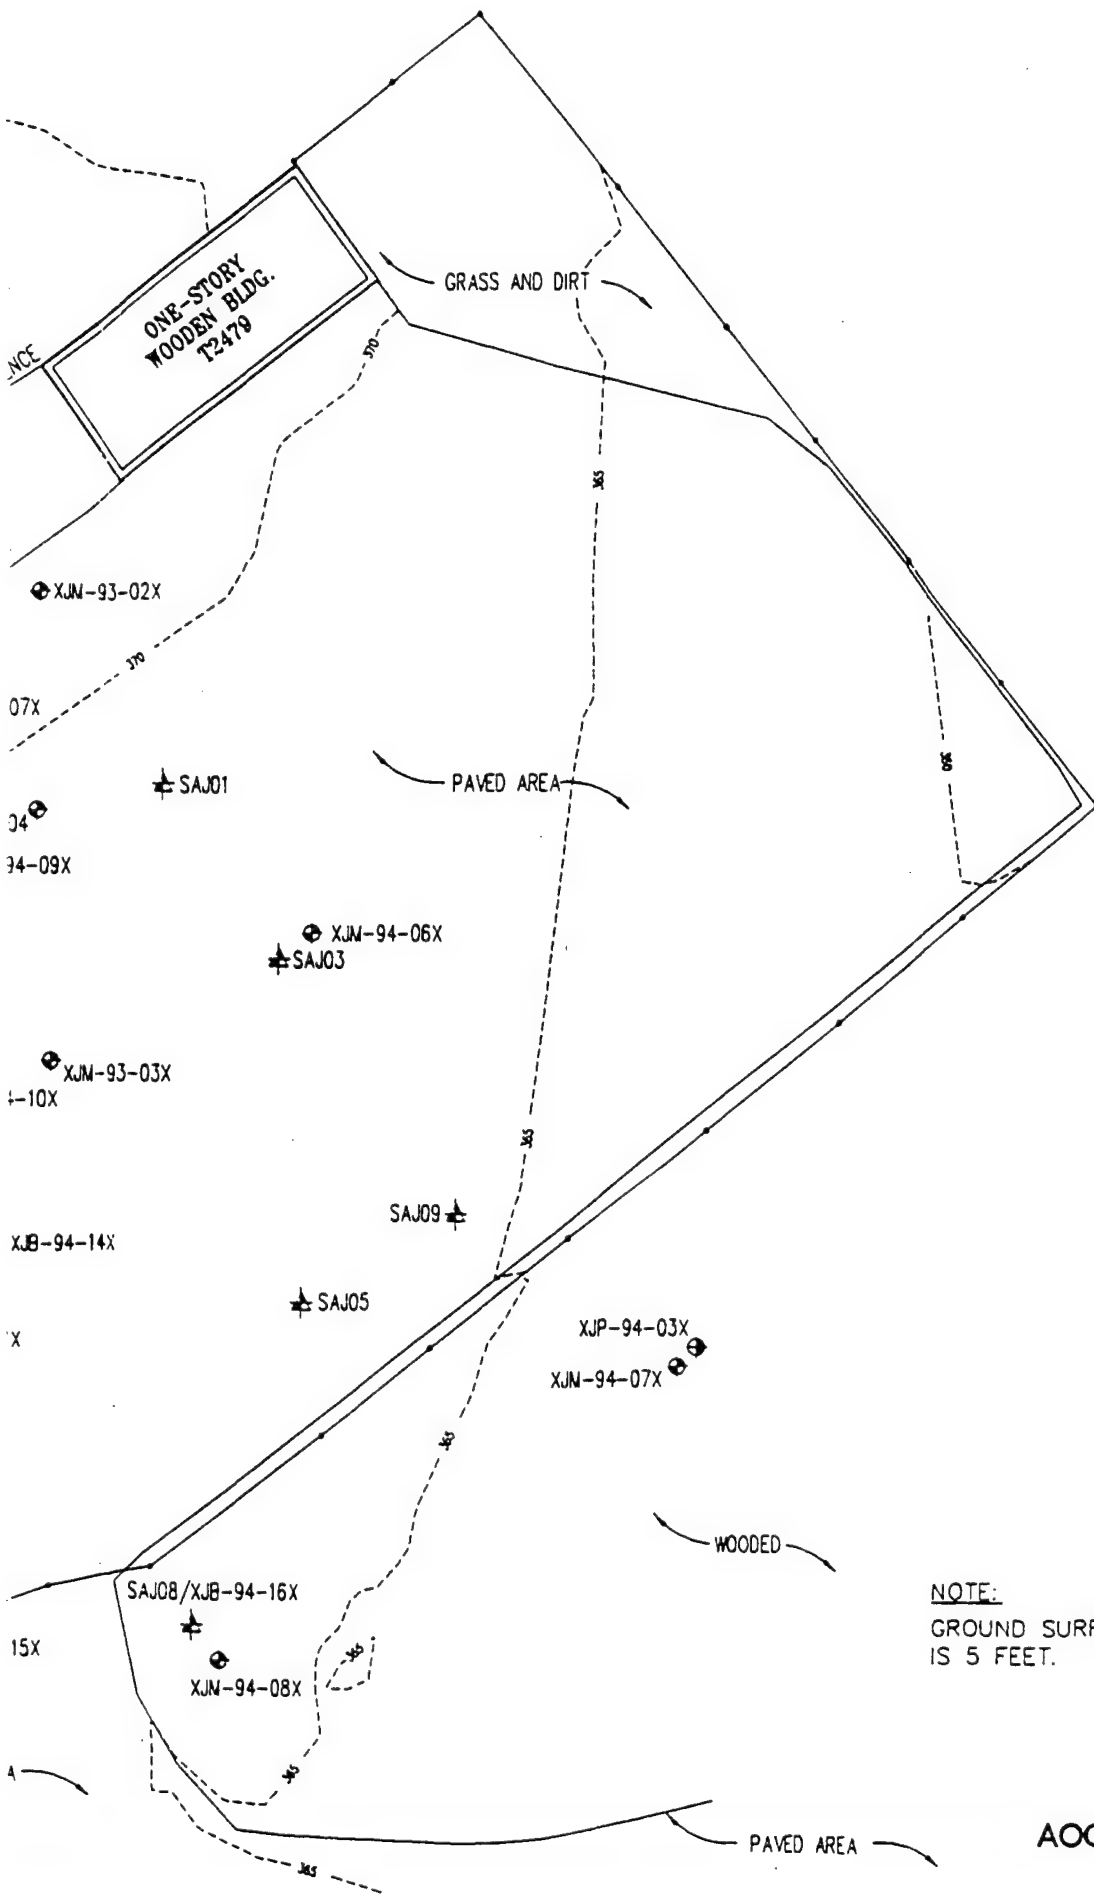 ONE-STORY
WOODEN BLDG.
T2479
GRASS AND DIRT
NCE
370
365
XJM-93-02X
370
07X
360
SAJ01
PAVED AREA
04
94-09X
XJM-94-06X
SAJ03
XJM-93-03X
-10X
365
SAJ09
XJB-94-14X
SAJ05
X
XJP-94-03X
XJM-94-07X
365
WOODED
SAJ08/XJB-94-16X
NOTE:
GROUND SURF
IS 5 FEET.
15X
365
XJM-94-08X
365
A
PAVED AREA
AOC
365